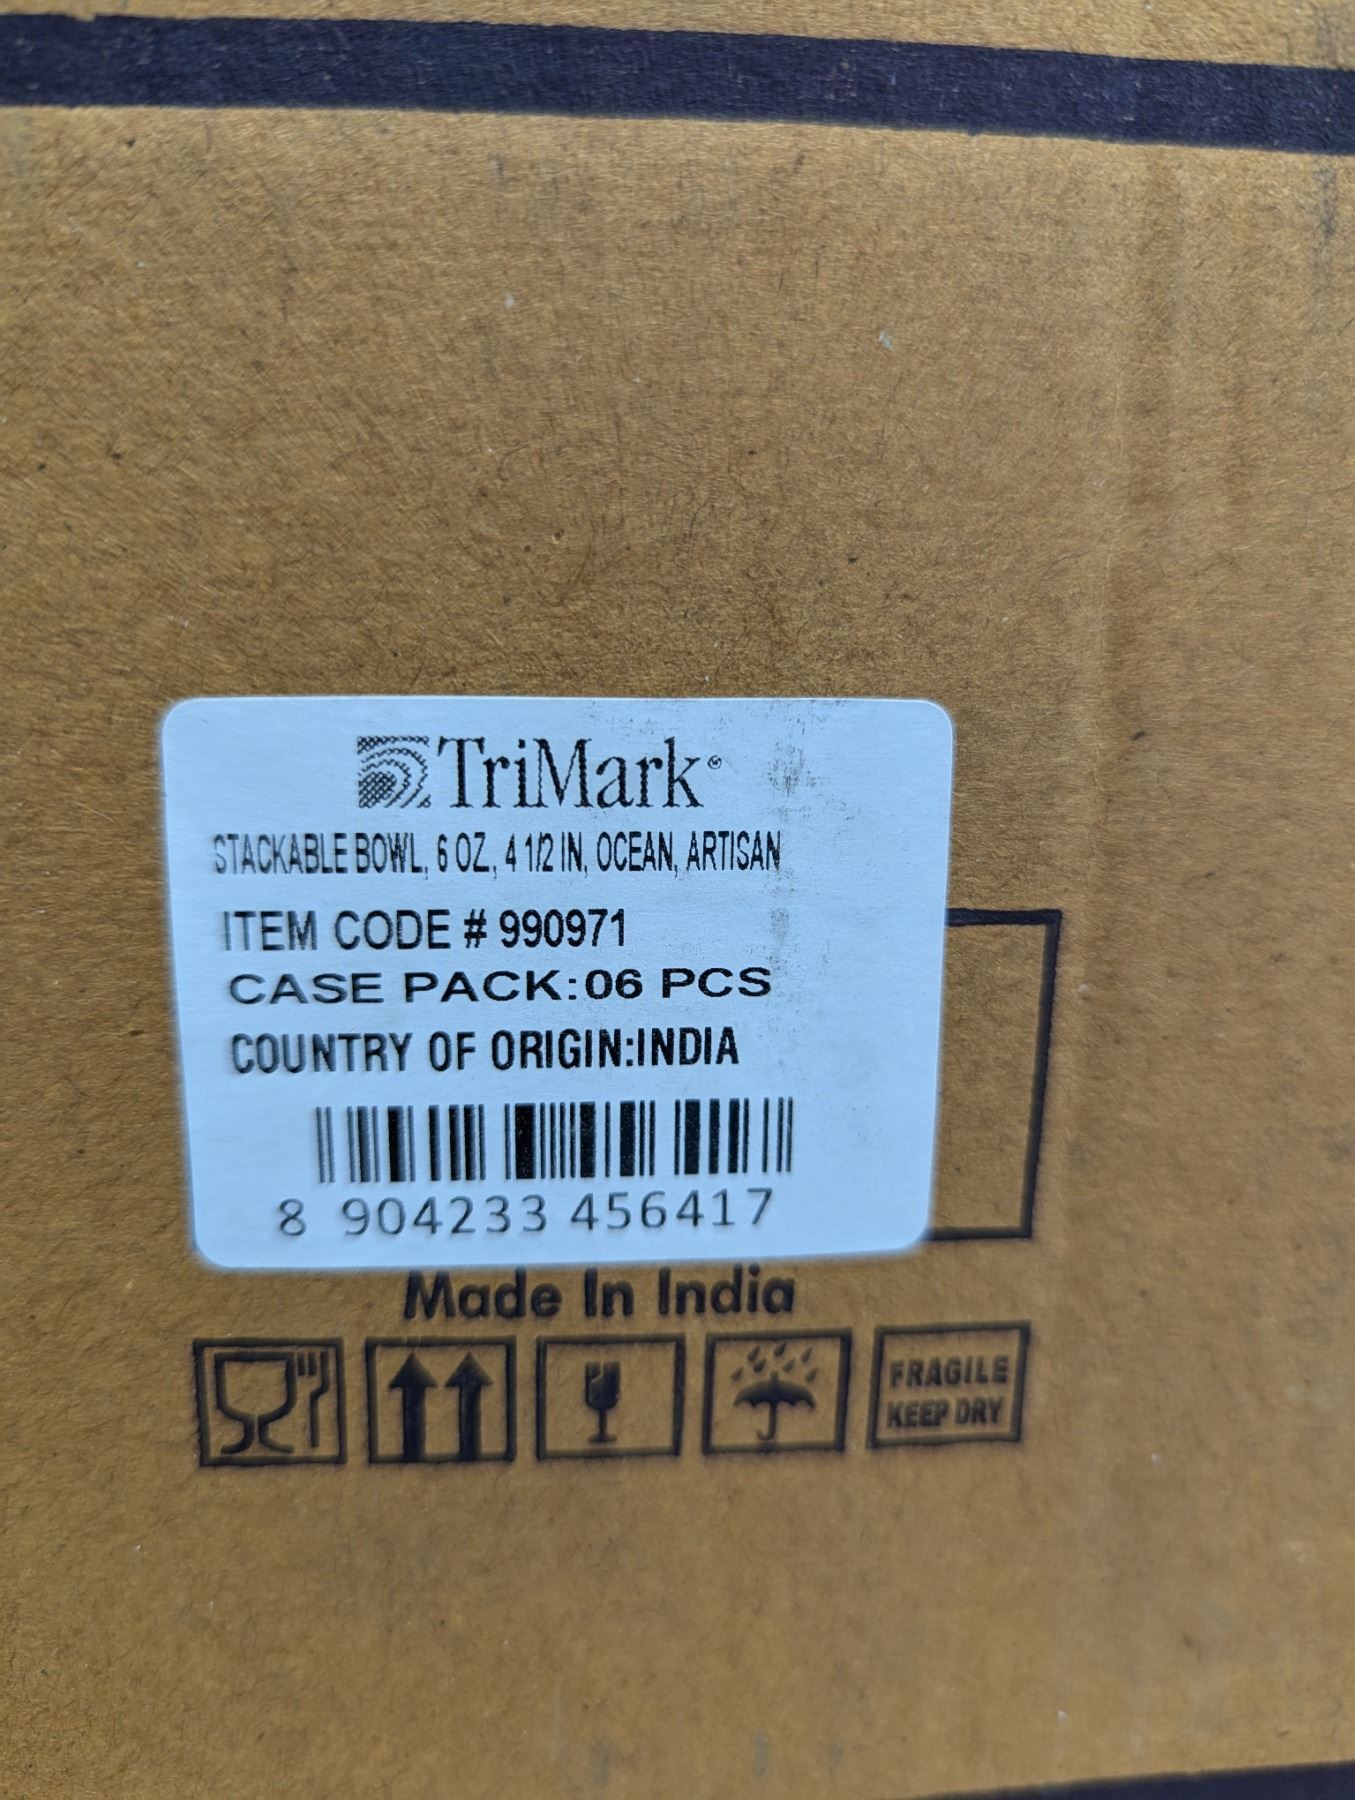 TriMark
STACKABLE BOWL, 6 OZ, 4 1/2 IN, OCEAN, ARTISAN
ITEM CODE # 990971
CASE PACK:06 PCS
COUNTRY OF ORIGIN:INDIA
8 904233 456417
Made In India
FRAGILE
KEEP DRY